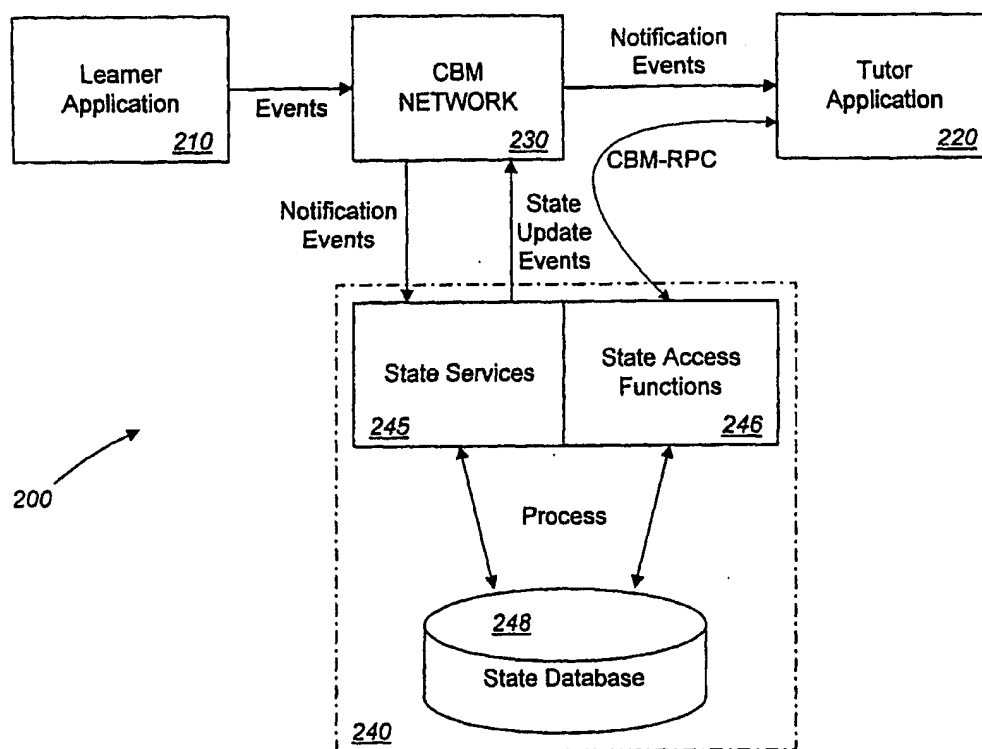 Learner
Application
210
Events
CBM
NETWORK
230
Notification
Events
Tutor
Application
220
CBM-RPC
Notification
Events
State
Update
Events
State Services
245
State Access
Functions
246
200
Process
248
State Database
240